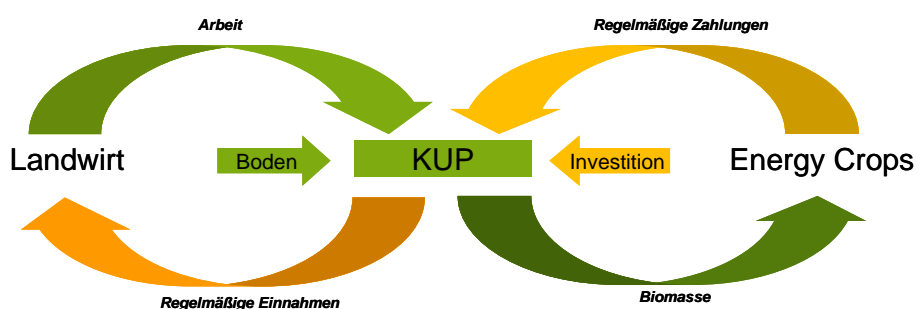 Arbeit
Regelmäßige Zahlungen
Landwirt
Boden
KUP
Investition
Energy Crops
Regelmäßige Einnahmen
Biomasse